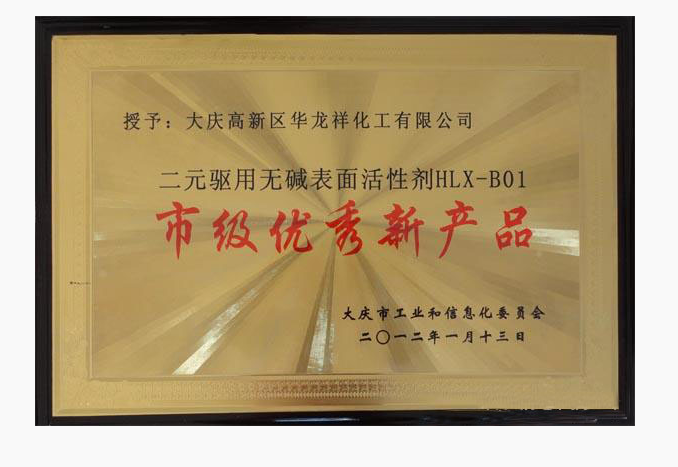 授予：大庆高新区华龙祥化工有限公司
二元驱用无碱表面活性剂HLX-B01
市级优秀新产品
大庆市工业和信息化委员会
二〇一二年一月十三日